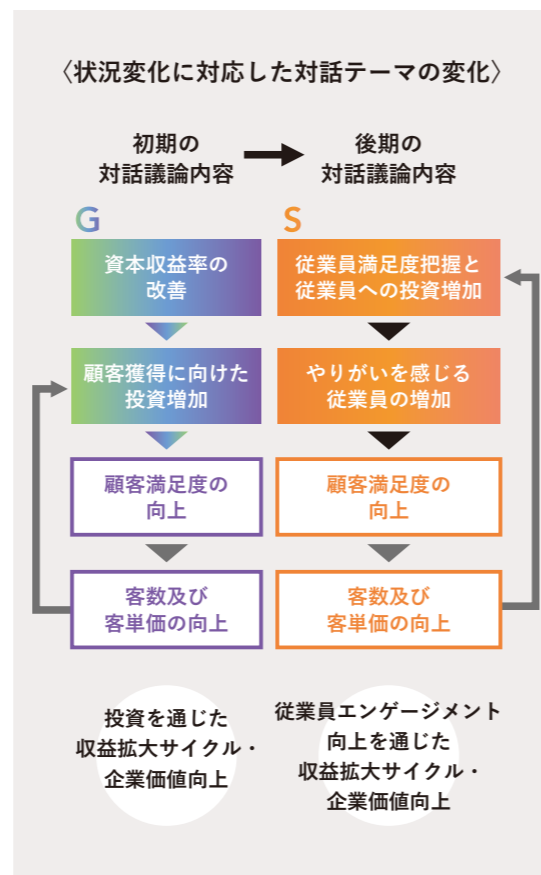 〈状況変化に対応した対話テーマの変化〉
初期の
対話議論内容
後期の
対話議論内容
G
資本収益率の
改善
顧客獲得に向けた
投資増加
顧客満足度の
向上
客数及び
客単価の向上
投資を通じた
収益拡大サイクル・
企業価値向上
S
従業員満足度把握と
従業員への投資増加
やりがいを感じる
従業員の増加
顧客満足度の
向上
客数及び
客単価の向上
従業員エンゲージメント
向上を通じた
収益拡大サイクル・
企業価値向上